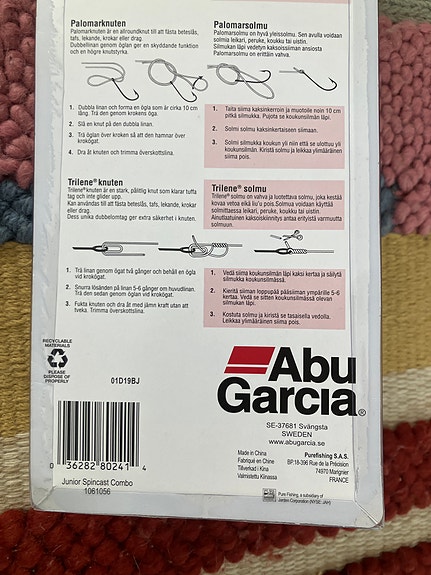 Palomarknuten
Palomarknuten är en allroundknut till att fästa beteslås,
tafs, lekande, krokar eller drag.
Dubbellinan genom öglan ger en skyddande funktion
och en högre knutstyrka.
1. Dubbla linan och forma en ögla som är cirka 10 cm
lång. Trä den genom krokens öga.
2. Slå en knut på den dubbla linan.
3. Trä öglan över kroken så att den hamnar över
krokögat.
4. Dra åt knuten och trimma överskottslina.
Palomarsolmu
Palomarsolmu on hyvä yleissolmu. Sen avulla voidaan
solmia leikari, peruke, koukku tai uistin.
Silmukan läpi vedetyn kaksoissiiman ansiosta
Palomarsolmu on erittäin vahva.
1. Taita siima kaksinkerroin ja muotoile noin 10 cm
pitkä silmukka. Pujota se koukunsilmän läpi.
2. Solmi solmu kaksinkertaiseen siimaan.
3. Solmi silmukka koukun yli niin että se ulottuu yli
koukunsilmän. Kiristä solmu ja leikkaa ylimääräinen
siima pois.
Trilene® knuten
Trilene® knuten är en stark, pålitlig knut som klarar tuffa
tag och inte glider upp.
Kan användas till att fästa beteslås, tafs, lekande, krokar
eller drag.
Dess unika dubbelomtag ger extra säkerhet i knuten.
1. Trä linan genom ögat två gånger och behåll en ögla
vid krokögat.
2. Snurra lösänden på linan 5-6 gånger om huvudlinan.
Trä den sedan genom öglan vid krokögat.
3. Fukta knuten och dra åt med jämn kraft utan att
tveka. Trimma överskottslina.
Trilene® solmu
Trilene® solmu on vahva ja luotettava solmu, joka kestää
kovaa vetoa eikä liu'u pois.Solmua voidaan käyttää
solmittaessa leikari, peruke, koukku tai uistin.
Ainutlaatuinen kaksoiskiinnitys antaa erityistä varmuutta
solmuun.
1. Vedä siima koukunsilmän läpi kaksi kertaa ja säilytä
silmukka koukunsilmässä.
2. Kieritä siiman loppupää pääsiiman ympärille 5-6
kertaa. Vedä se sitten koukunsilmässä olevan
silmukan läpi.
3. Kostuta solmu ja kiristä se tasaisella vedolla.
Leikkaa ylimääräinen siima pois.
RECYCLABLE
MATERIALS
PLEASE
DISPOSE OF
PROPERLY
01D19BJ
Abu
Garcia®
SE-37681 Svängsta
SWEDEN
www.abugarcia.se
0 36282 80241 4
Junior Spincast Combo
1061056
Made in China
Fabriqué en Chine
Tillverkad i Kina
Valmistettu Kiinassa
Purefishing S.A.S.
BP.18-396 Rue de la Précision
74970 Marignier
FRANCE
Pure Fishing, a subsidiary of
Jarden Corporation (NYSE: JAH)